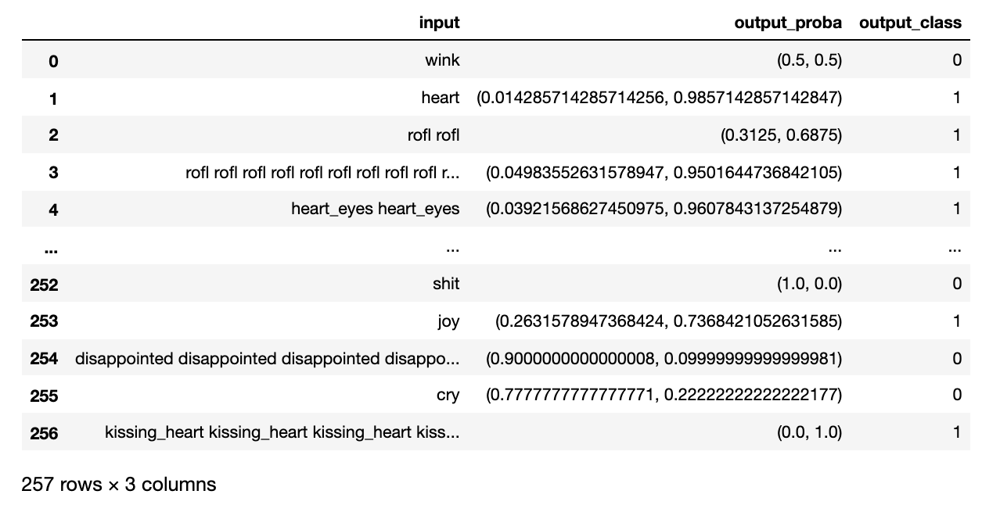 input output_proba output_class
0 wink (0.5, 0.5) 0
1 heart (0.014285714285714256, 0.9857142857142847) 1
2 rofl rofl (0.3125, 0.6875) 1
3 rofl rofl rofl rofl rofl rofl rofl rofl rofl r... (0.04983552631578947, 0.9501644736842105) 1
4 heart_eyes heart_eyes (0.03921568627450975, 0.9607843137254879) 1
... ... ... ...
252 shit (1.0, 0.0) 0
253 joy (0.2631578947368424, 0.7368421052631585) 1
254 disappointed disappointed disappointed disappo... (0.9000000000000008, 0.09999999999999981) 0
255 cry (0.7777777777777771, 0.22222222222222177) 0
256 kissing_heart kissing_heart kissing_heart kiss... (0.0, 1.0) 1
257 rows × 3 columns